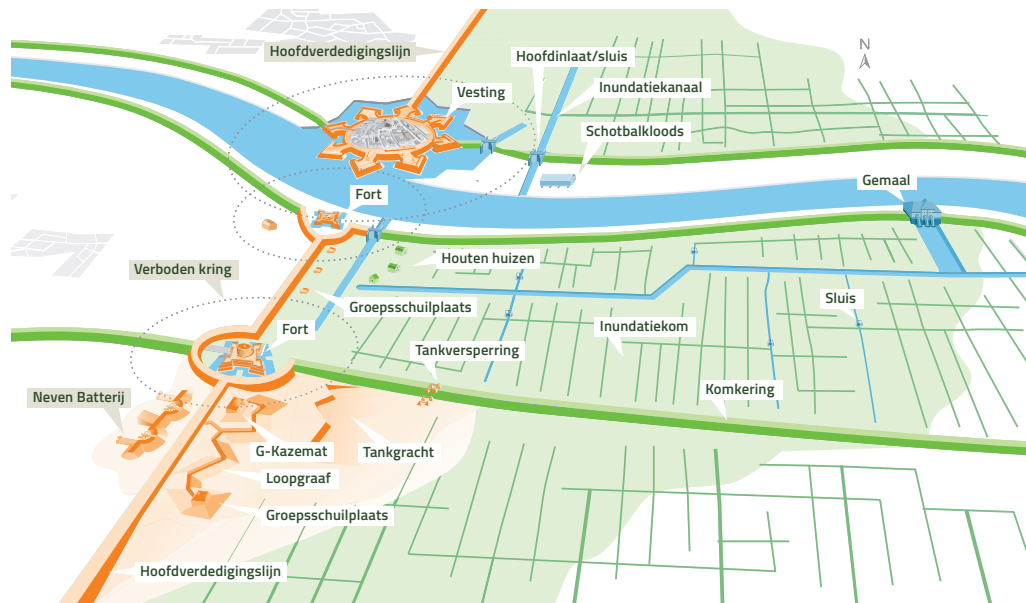 Hoofdverdedigingslijn
Hoofdinlaat/sluis
N
Vesting
Inundatiekanaal
Schotbalkloods
Gemaal
Fort
Houten huizen
Verboden kring
Groepsschuilplaats
Sluis
Fort
Inundatiekom
Tankversperring
Komkering
Neven Batterij
G-Kazemat
Tankgracht
Loopgraaf
Groepsschuilplaats
Hoofdverdedigingslijn